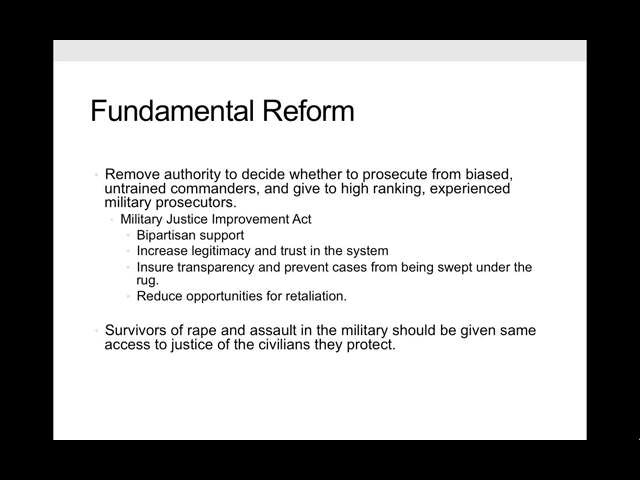 Fundamental Reform
Remove authority to decide whether to prosecute from biased,
untrained commanders, and give to high ranking, experienced
military prosecutors.
Military Justice Improvement Act
Bipartisan support
Increase legitimacy and trust in the system
Insure transparency and prevent cases from being swept under the
rug.
Reduce opportunities for retaliation.
Survivors of rape and assault in the military should be given same
access to justice of the civilians they protect.